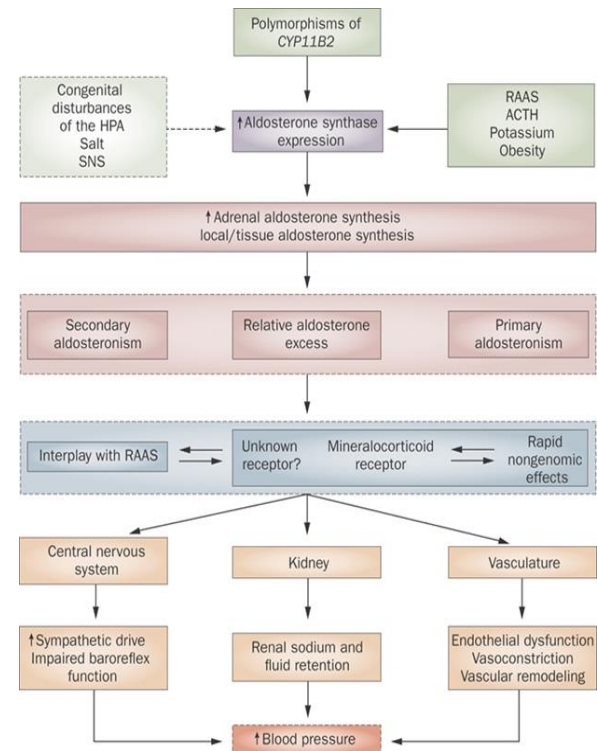 Polymorphisms of
CYP11B2
Congenital
disturbances
of the HPA
Salt
SNS
↑Aldosterone synthase
expression
RAAS
ACTH
Potassium
Obesity
↑Adrenal aldosterone synthesis
local/tissue aldosterone synthesis
Secondary
aldosteronism
Relative aldosterone
excess
Primary
aldosteronism
Interplay with RAAS
Unknown
receptor?
Mineralocorticoid
receptor
Rapid
nongenomic
effects
Central nervous
system
Kidney
Vasculature
↑Sympathetic drive
Impaired baroreflex
function
Renal sodium and
fluid retention
Endothelial dysfunction
Vasoconstriction
Vascular remodeling
↑Blood pressure